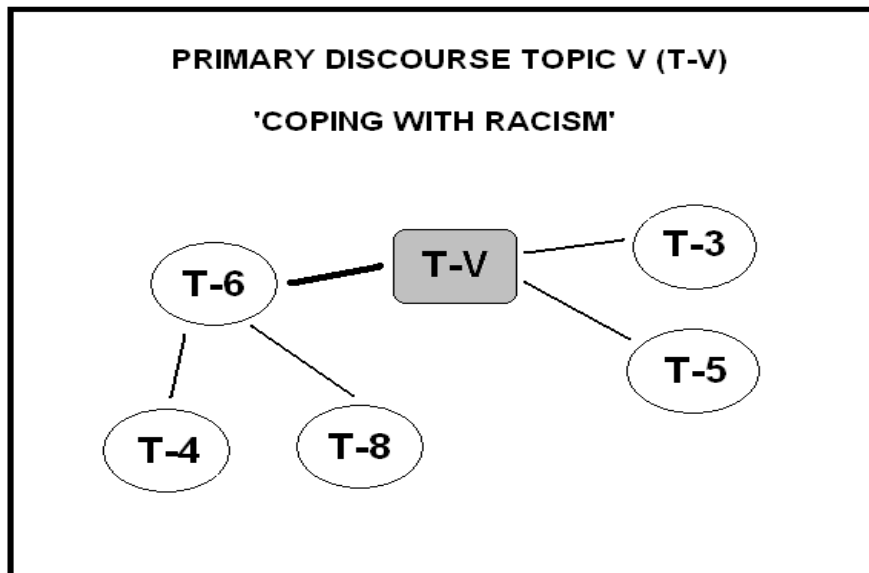 PRIMARY DISCOURSE TOPIC V (T-V)
'COPING WITH RACISM'
T-V
T-3
T-6
T-5
T-4
T-8